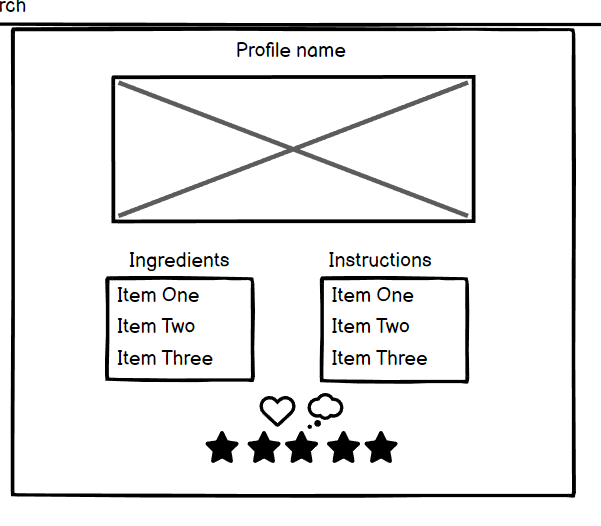 rch
Profile name
Ingredients
Item One
Item Two
Item Three
Instructions
Item One
Item Two
Item Three